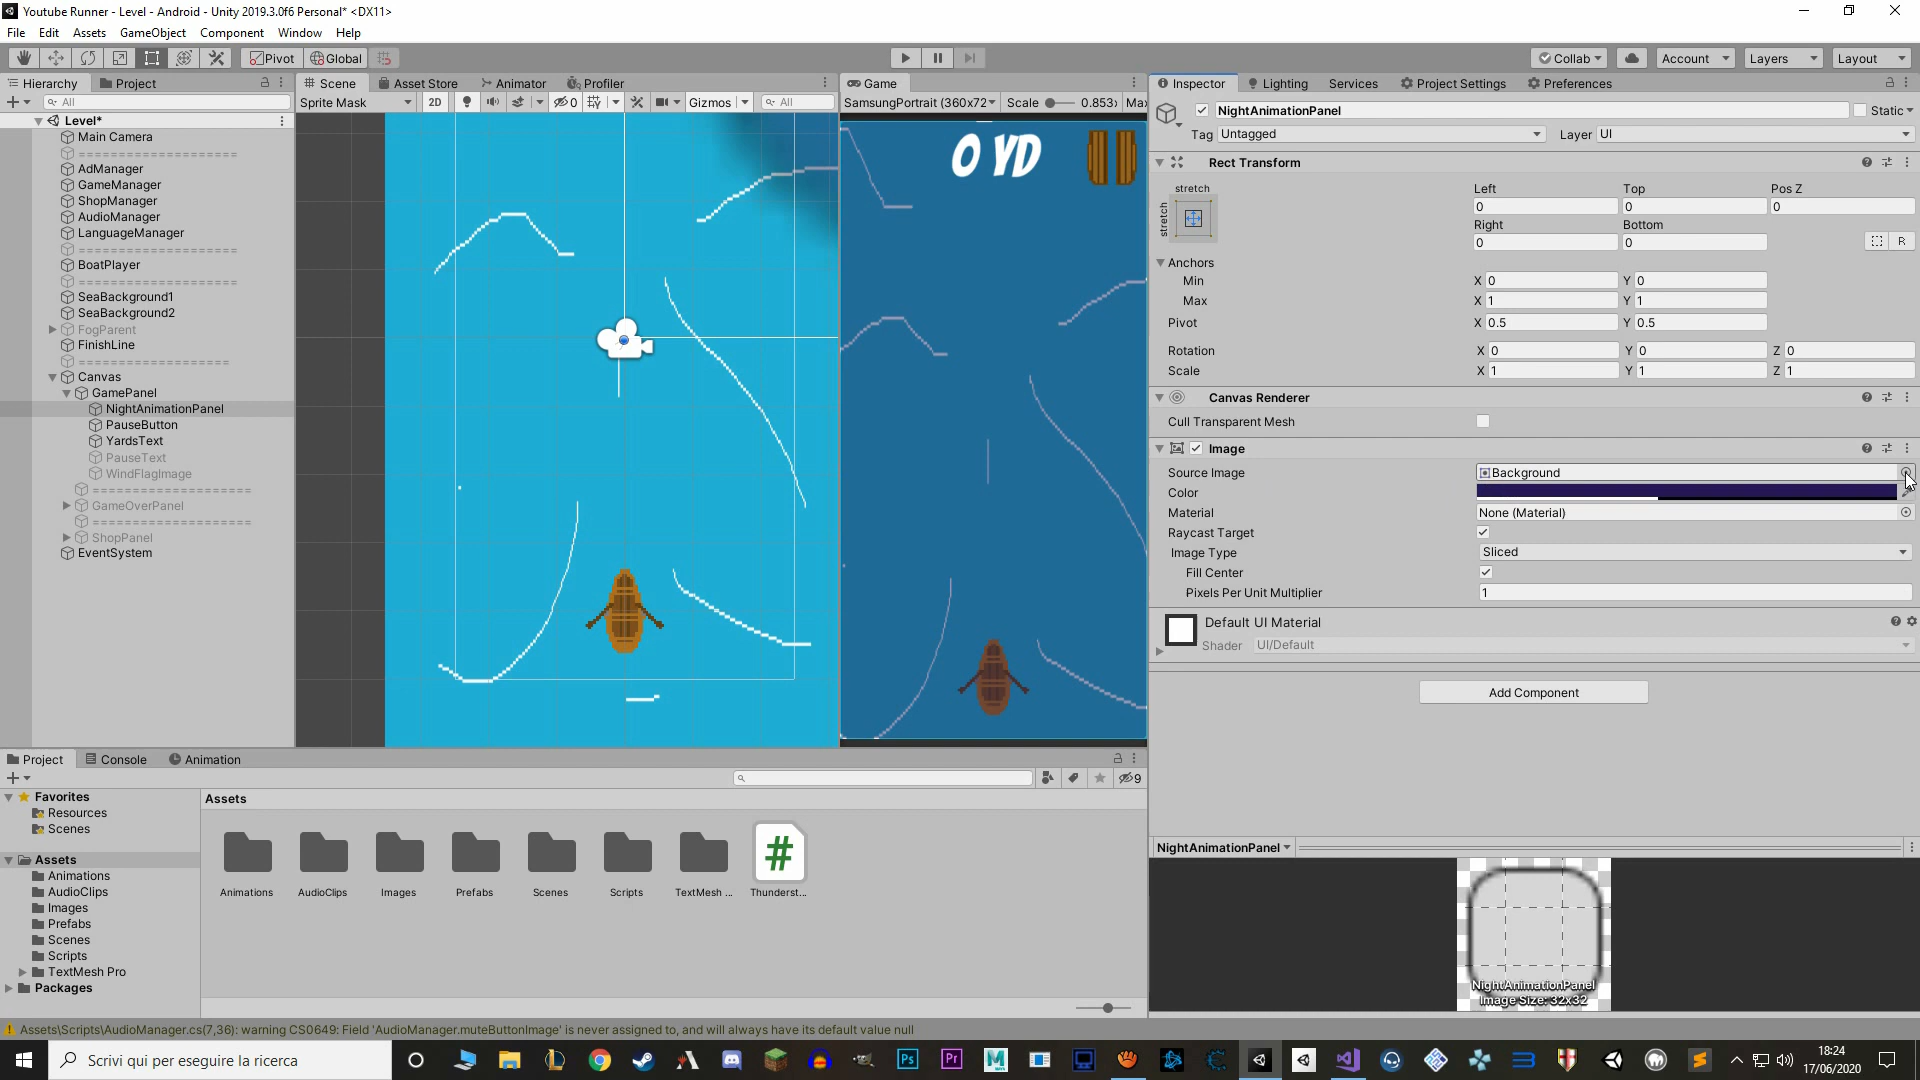 Youtube Runner - Level - Android - Unity 2019.3.0f6 Personal* <DX11>
File Edit Assets GameObject Component Window Help
Pivot Global
Collab Account Layers Layout
Hierarchy Project
All
Level*
Main Camera
====================
AdManager
GameManager
ShopManager
AudioManager
LanguageManager
====================
BoatPlayer
====================
SeaBackground1
SeaBackground2
FogParent
FinishLine
===================
Canvas
GamePanel
NightAnimationPanel
PauseButton
YardsText
PauseText
WindFlagImage
====================
GameOverPanel
====================
ShopPanel
EventSystem
Scene Asset Store Animator Profiler
Sprite Mask 2D 0 Gizmos All
Game
SamsungPortrait (360x72 Scale 0.853x Max
0 YD
Inspector Lighting Services Project Settings Preferences
NightAnimationPanel Static
Tag Untagged Layer UI
Rect Transform
stretch
stretch
Left Top Pos Z
0 0 0
Right Bottom
0 0 R
Anchors
Min X 0 Y 0
Max X 1 Y 1
Pivot X 0.5 Y 0.5
Rotation X 0 Y 0 Z 0
Scale X 1 Y 1 Z 1
Canvas Renderer
Cull Transparent Mesh
Image
Source Image Background
Color
Material None (Material)
Raycast Target
Image Type Sliced
Fill Center
Pixels Per Unit Multiplier 1
Default UI Material
Shader UI/Default
Add Component
NightAnimationPanel
NightAnimationPanel
Image Size: 32x32
Project Console Animation
9
Favorites
Resources
Scenes
Assets
Animations
AudioClips
Images
Prefabs
Scenes
Scripts
TextMesh Pro
Packages
Assets
Animations AudioClips Images Prefabs Scenes Scripts TextMesh ... Thunderst...
Assets\Scripts\AudioManager.cs(7,36): warning CS0649: Field 'AudioManager.muteButtonImage' is never assigned to, and will always have its default value null
Scrivi qui per eseguire la ricerca
Ps Pr M
18:24
17/06/2020